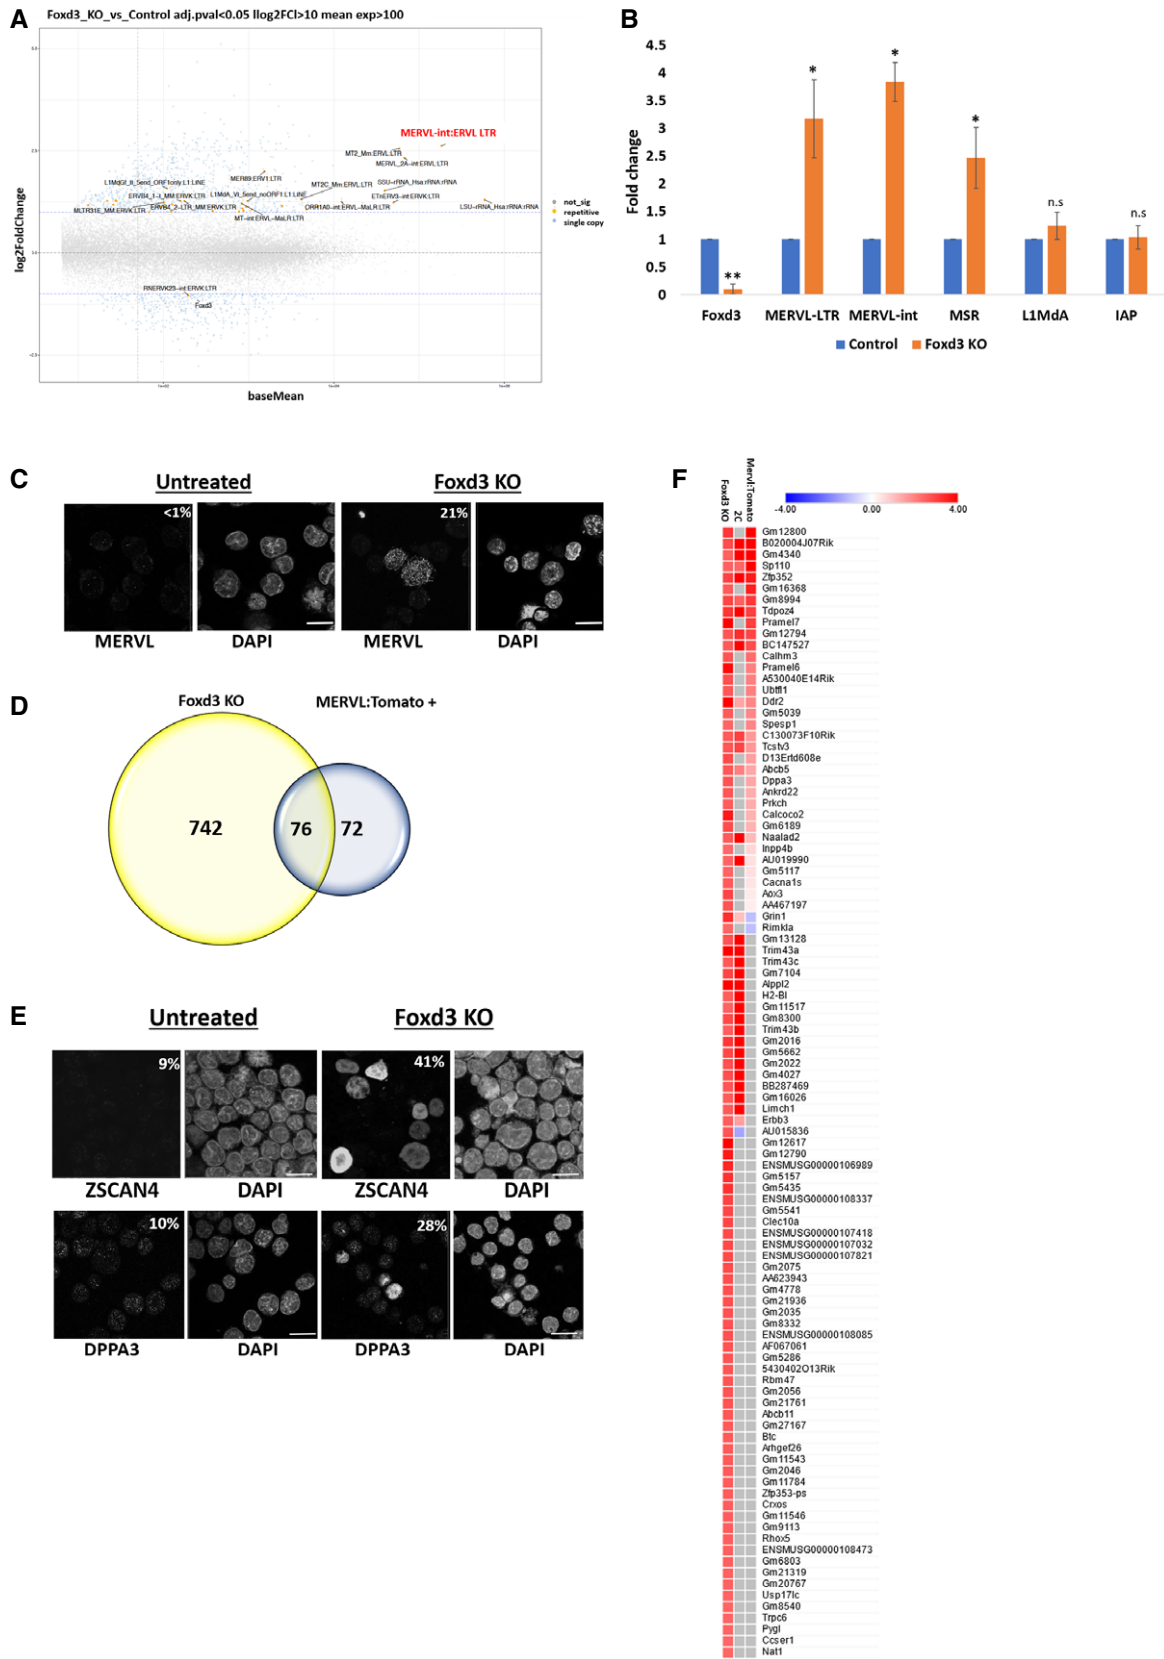 A
Foxd3_KO_vs_Control adj.pval<0.05 llog2FCl>10 mean exp>100
MERVL-int:ERVL LTR
MT2_Mm:ERVL:LTR
MERVL_2A-int:ERVL:LTR
MER89:ERV1:LTR
L1MdGf_II_5end_ORF1only:L1:LINE
MT2C_Mm:ERVL:LTR
SSU-rRNA_Hsa:rRNA:rRNA
L1MdA_VI_5end_noORF1:L1:LINE
ETnERV3-int:ERVK:LTR
ORR1A0-int:ERVL-MaLR:LTR
LSU-rRNA_Hsa:rRNA:rRNA
MLTR31E_MM:ERVK:LTR
ERVB4_2-LTR_MM:ERVK:LTR
MT-int:ERVL-MaLR:LTR
RNERVK23-int:ERVK:LTR
Foxd3
log2FoldChange
baseMean
not_sig
repetitive
single copy
B
Fold change
4.5
4
3.5
3
2.5
2
1.5
1
0.5
0
*
*
*
**
n.s
n.s
Foxd3
MERVL-LTR
MERVL-int
MSR
L1MdA
IAP
Control
Foxd3 KO
C
Untreated
Foxd3 KO
<1%
21%
MERVL
DAPI
MERVL
DAPI
D
Foxd3 KO
MERVL:Tomato +
742
76
72
E
Untreated
Foxd3 KO
9%
41%
ZSCAN4
DAPI
ZSCAN4
DAPI
10%
28%
DPPA3
DAPI
DPPA3
DAPI
F
Foxd3 KO
2C
Mervl:Tomato
-4.00
0.00
4.00
Gm12800
B020004J07Rik
Gm4340
Sp110
Zfp352
Gm16368
Gm8994
Tdpoz4
Pramel7
Gm12794
BC147527
Calhm3
Pramel6
A530040E14Rik
Ubtfl1
Ddr2
Gm5039
Spesp1
C130073F10Rik
Tcstv3
D13Ertd608e
Abcb5
Dppa3
Ankrd22
Prkch
Calcoco2
Gm6189
Naalad2
Inpp4b
AU019990
Gm5117
Cacna1s
Aox3
AA467197
Grin1
Rimkla
Gm13128
Trim43a
Trim43c
Gm7104
Alppl2
H2-Bl
Gm11517
Gm8300
Trim43b
Gm2016
Gm5662
Gm2022
Gm4027
BB287469
Gm16026
Limch1
Erbb3
AU015836
Gm12617
Gm12790
ENSMUSG00000106989
Gm5157
Gm5435
ENSMUSG00000108337
Gm5541
Clec10a
ENSMUSG00000107418
ENSMUSG00000107032
ENSMUSG00000107821
Gm2075
AA623943
Gm4778
Gm21936
Gm2035
Gm8332
ENSMUSG00000108085
AF067061
Gm5286
5430402O13Rik
Rbm47
Gm2056
Gm21761
Abcb11
Gm27167
Btc
Arhgef26
Gm11543
Gm2046
Gm11784
Zfp353-ps
Crxos
Gm11546
Gm9113
Rhox5
ENSMUSG00000108473
Gm6803
Gm21319
Gm20767
Usp17lc
Gm8540
Trpc6
Pygl
Ccser1
Nat1